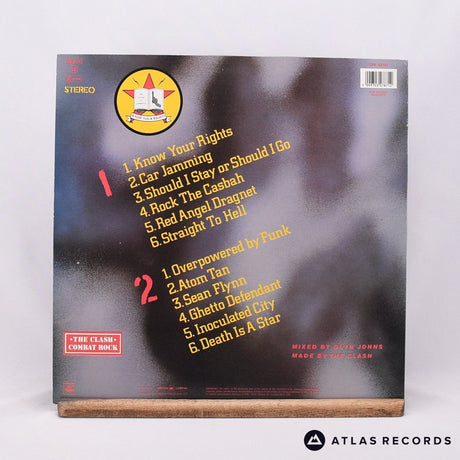 STEREO
1
1. Know Your Rights
2. Car Jamming
3. Should I Stay or Should I Go
4. Rock The Casbah
5. Red Angel Dragnet
6. Straight To Hell
2
1. Overpowered by Funk
2. Atom Tan
3. Sean Flynn
4. Ghetto Defendant
5. Inoculated City
6. Death Is A Star
•THE CLASH•
COMBAT ROCK
MIXED BY GLYN JOHNS
MADE BY THE CLASH
ATLAS RECORDS